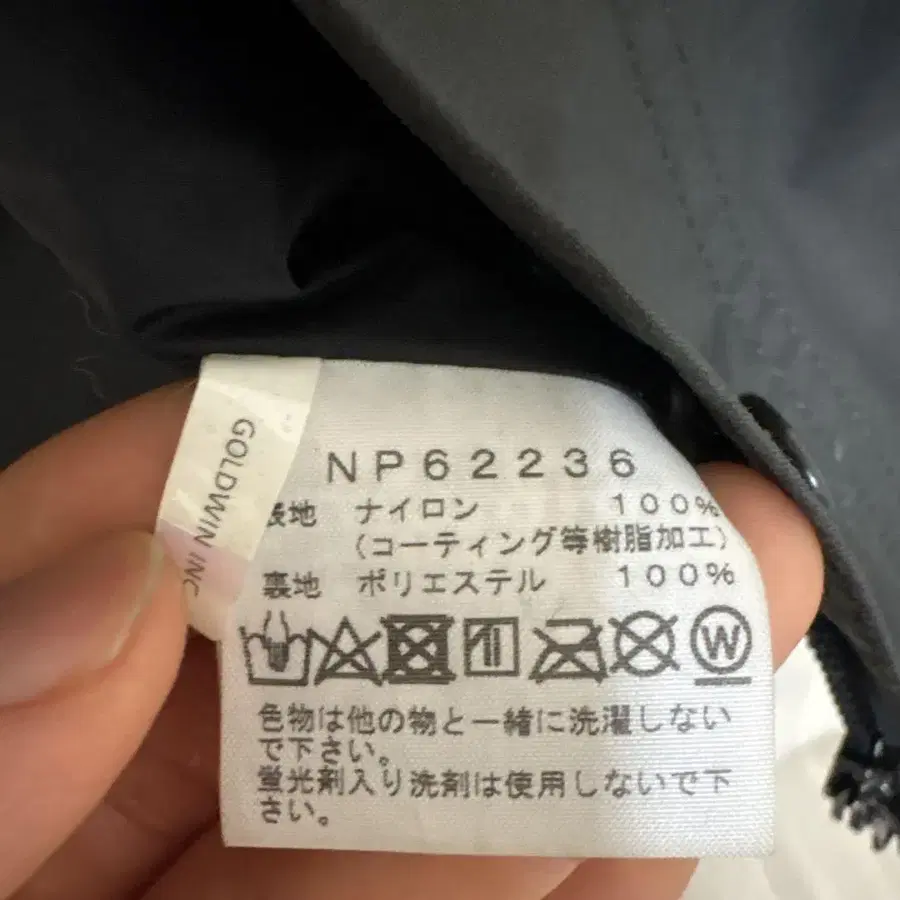 GOLDWIN INC
NP62236
表地 ナイロン 100%
(コーティング等樹脂加工)
裏地 ポリエステル 100%
W
色物は他の物と一緒に洗濯しない
で下さい。
蛍光剤入り洗剤は使用しないで下
さい。